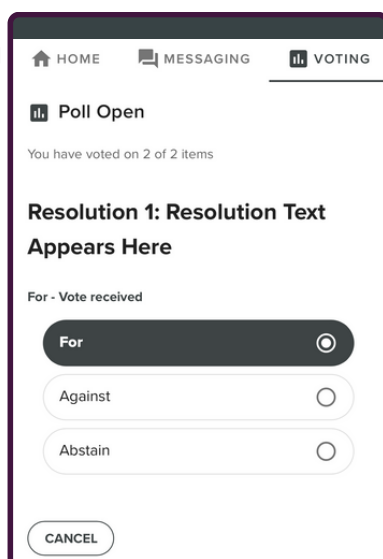 HOME MESSAGING VOTING
Poll Open
You have voted on 2 of 2 items
Resolution 1: Resolution Text
Appears Here
For - Vote received
For
Against
Abstain
CANCEL